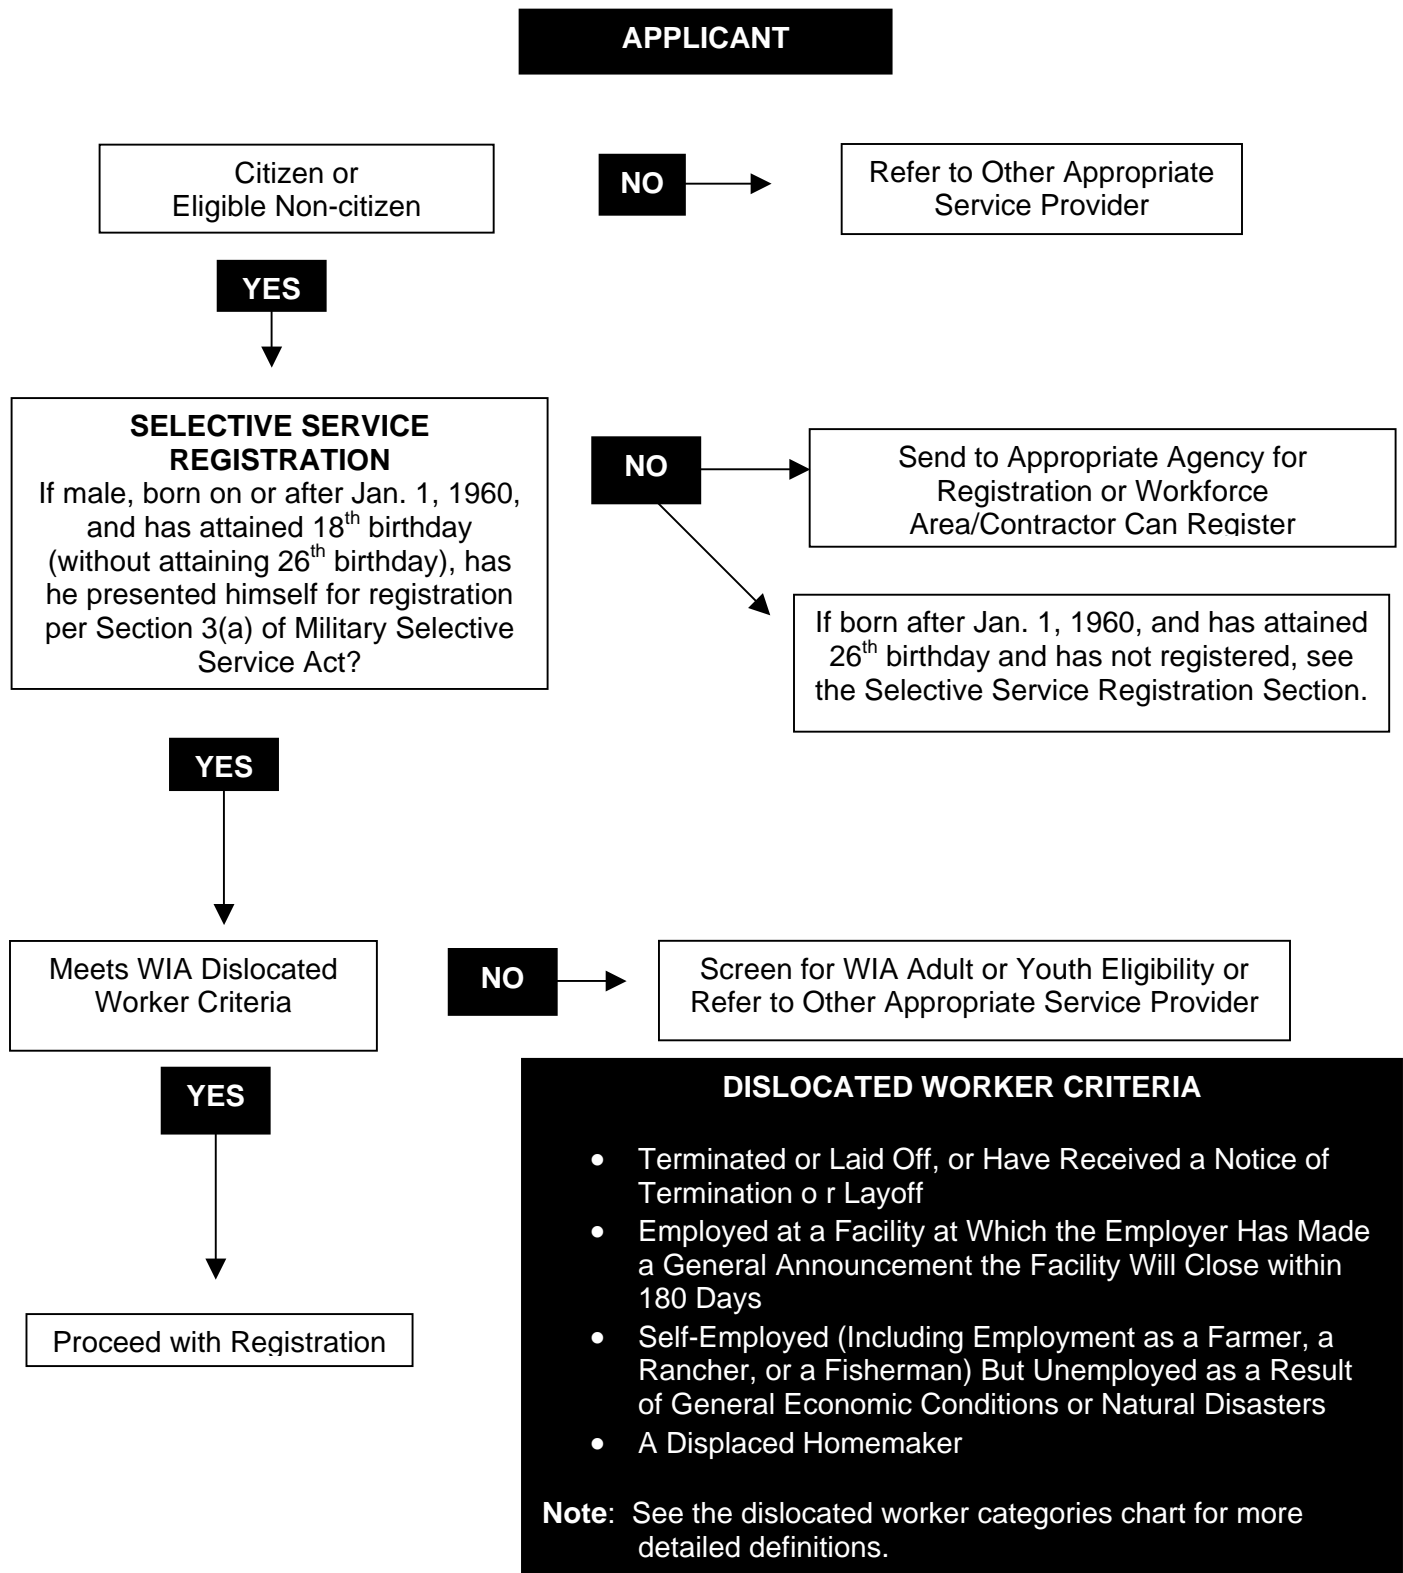 APPLICANT
Citizen or
Eligible Non-citizen
NO
Refer to Other Appropriate
Service Provider
YES
SELECTIVE SERVICE
REGISTRATION
If male, born on or after Jan. 1, 1960,
and has attained 18th birthday
(without attaining 26th birthday), has
he presented himself for registration
per Section 3(a) of Military Selective
Service Act?
NO
Send to Appropriate Agency for
Registration or Workforce
Area/Contractor Can Register
If born after Jan. 1, 1960, and has attained
26th birthday and has not registered, see
the Selective Service Registration Section.
YES
Meets WIA Dislocated
Worker Criteria
NO
Screen for WIA Adult or Youth Eligibility or
Refer to Other Appropriate Service Provider
YES
Proceed with Registration
DISLOCATED WORKER CRITERIA
• Terminated or Laid Off, or Have Received a Notice of
Termination o r Layoff
• Employed at a Facility at Which the Employer Has Made
a General Announcement the Facility Will Close within
180 Days
• Self-Employed (Including Employment as a Farmer, a
Rancher, or a Fisherman) But Unemployed as a Result
of General Economic Conditions or Natural Disasters
• A Displaced Homemaker
Note: See the dislocated worker categories chart for more
detailed definitions.